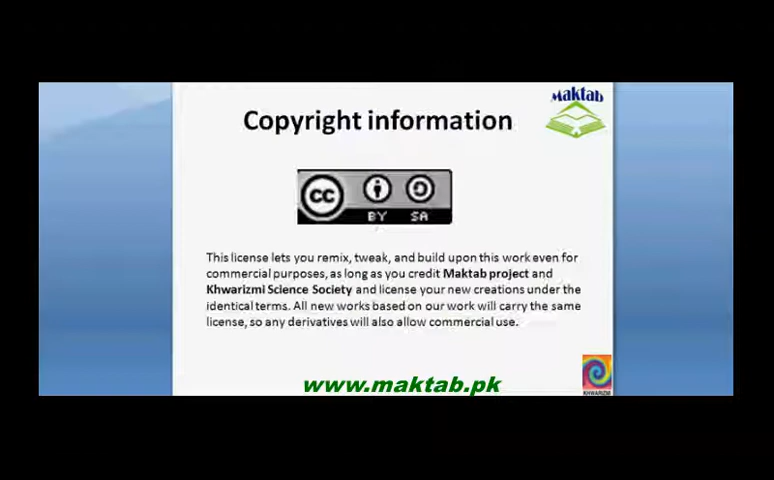 Maktab
Copyright information
CC
BY SA
This license lets you remix, tweak, and build upon this work even for
commercial purposes, as long as you credit Maktab project and
Khwarizmi Science Society and license your new creations under the
identical terms. All new works based on our work will carry the same
license, so any derivatives will also allow commercial use.
www.maktab.pk
KHWARIZMI